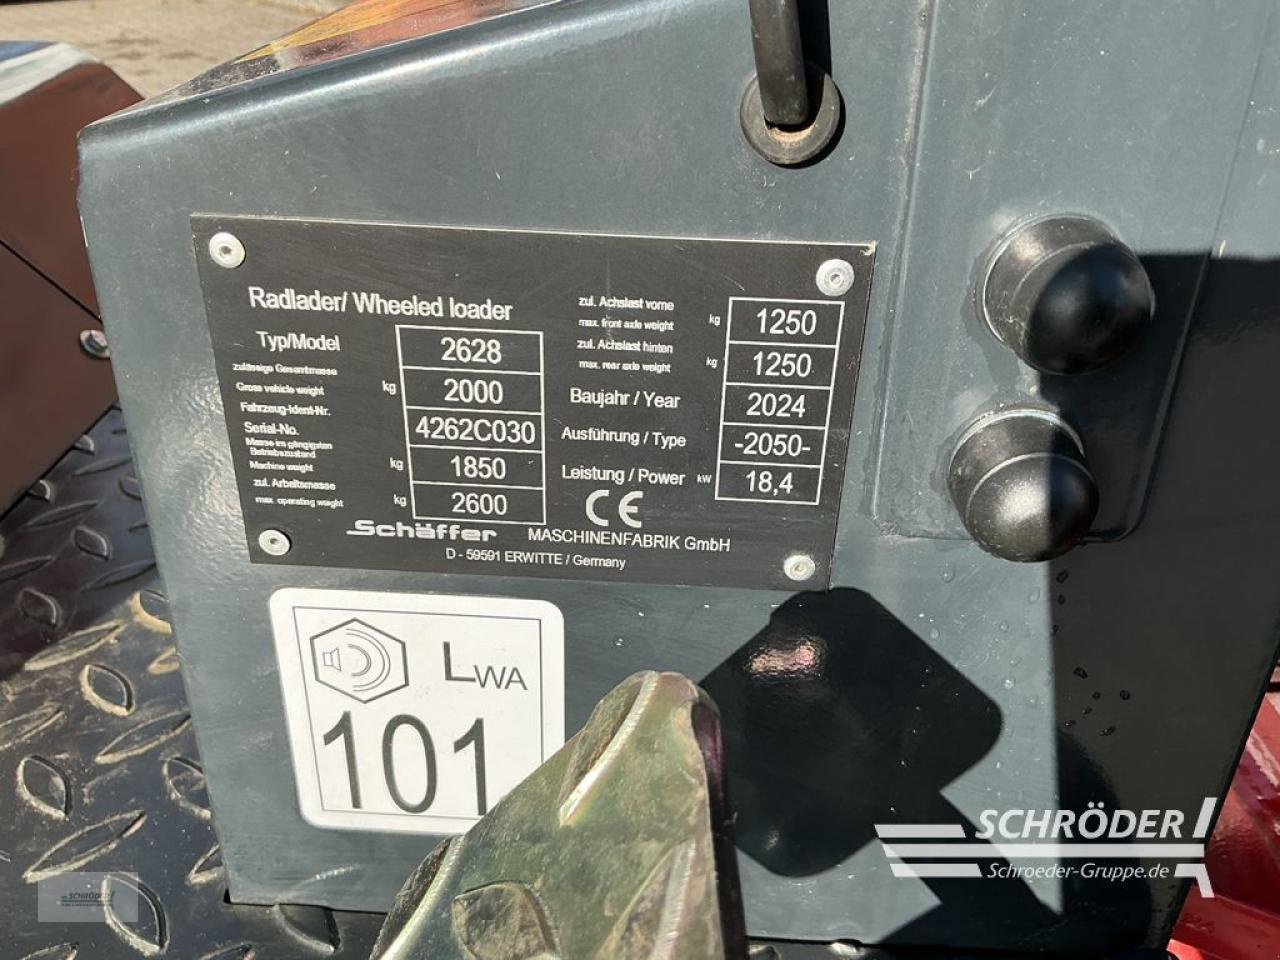 Radlader/ Wheeled loader
Typ/Model 2628
zulässige Gesamtmasse
Gross vehicle weight kg 2000
Fahrzeug-Ident-Nr.
Serial-No. 4262C030
Masse im gängigsten
Betriebszustand
Machine weight kg 1850
zul. Arbeitsmasse
max. operating weight kg 2600
zul. Achslast vorne
max. front axle weight kg 1250
zul. Achslast hinten
max. rear axle weight kg 1250
Baujahr / Year 2024
Ausführung / Type -2050-
Leistung / Power kW 18,4
CE
Schäffer MASCHINENFABRIK GmbH
D - 59591 ERWITTE / Germany
LWA
101
SCHRÖDER
Schroeder-Gruppe.de
SCHRÖDER